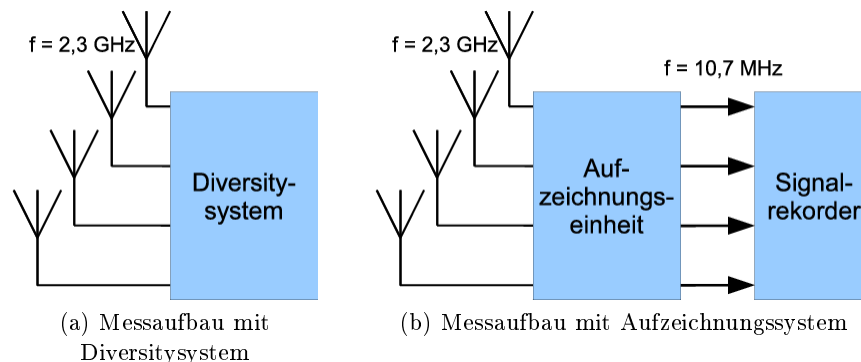 f = 2,3 GHz
Diversity-
system
(a) Messaufbau mit
Diversitysystem
f = 2,3 GHz
f = 10,7 MHz
Auf-
zeichnungs-
einheit
Signal-
rekorder
(b) Messaufbau mit Aufzeichnungssystem